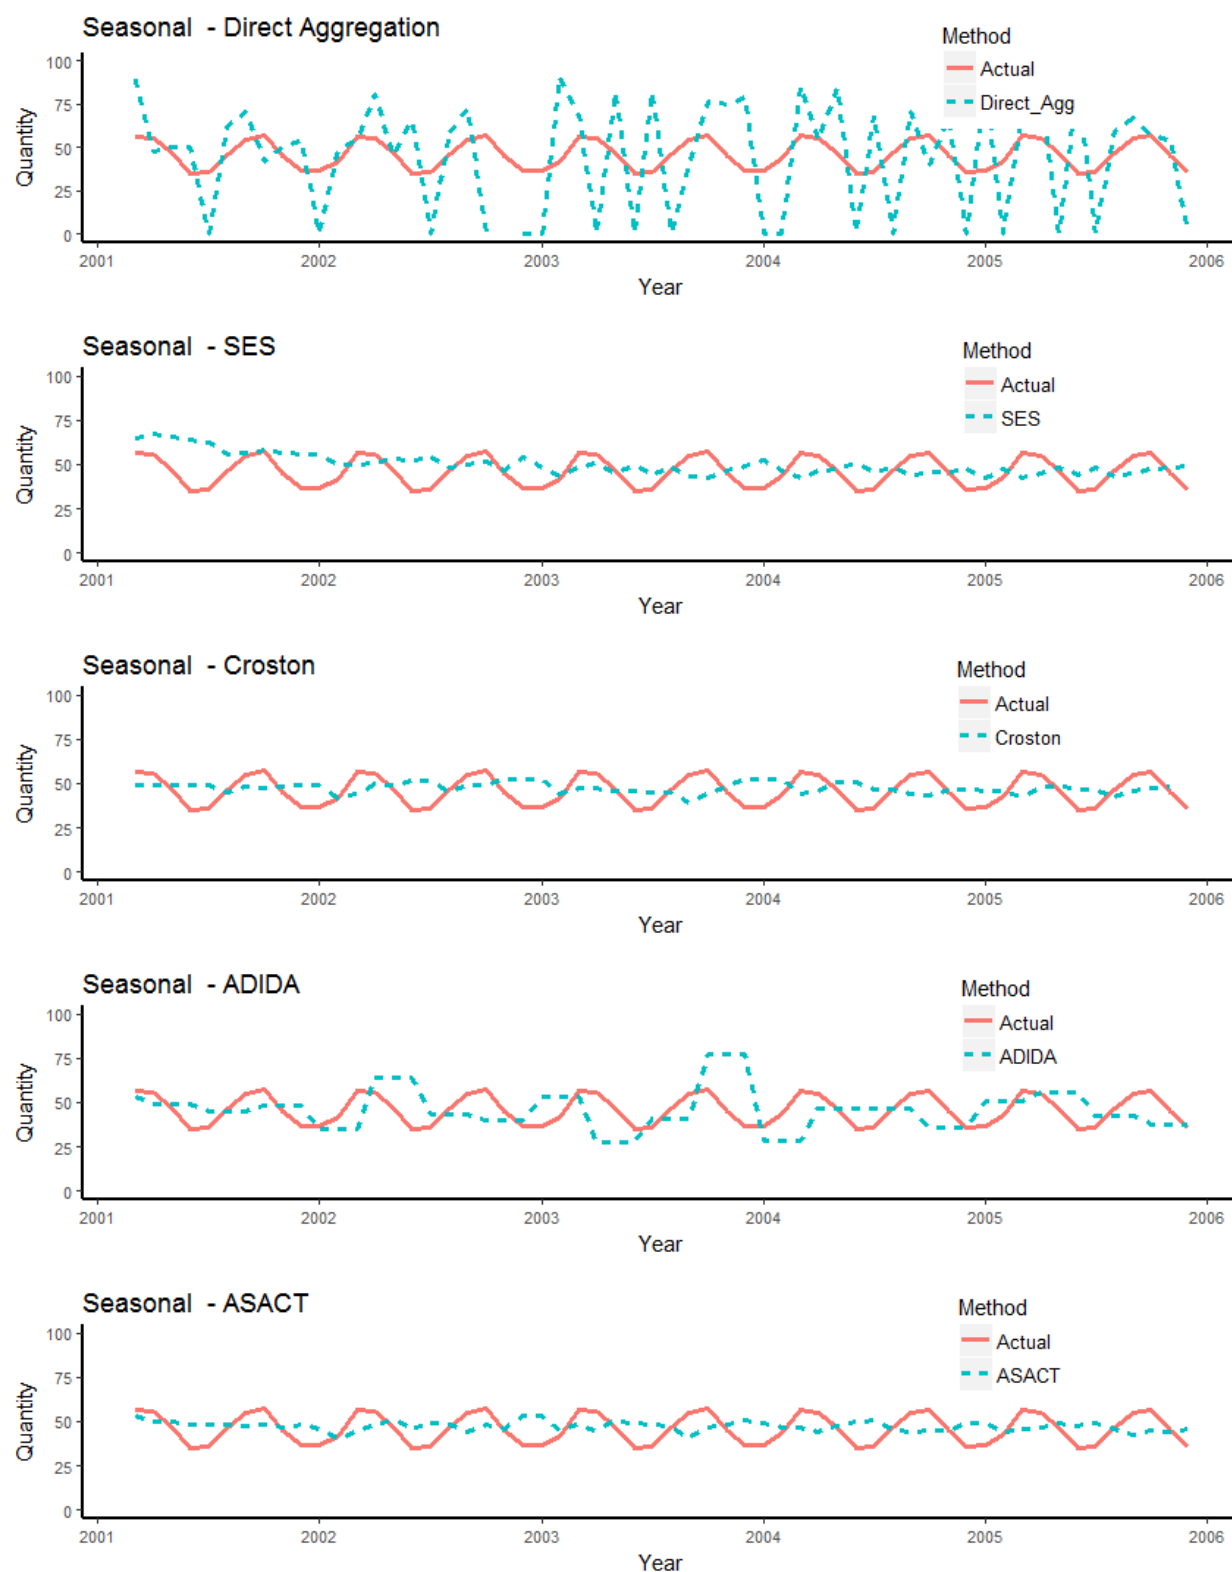 Seasonal - Direct Aggregation
Method
Actual
Direct_Agg
Quantity
100
75
50
25
0
2001 2002 2003 2004 2005 2006
Year
Seasonal - SES
Method
Actual
SES
Quantity
100
75
50
25
0
2001 2002 2003 2004 2005 2006
Year
Seasonal - Croston
Method
Actual
Croston
Quantity
100
75
50
25
0
2001 2002 2003 2004 2005 2006
Year
Seasonal - ADIDA
Method
Actual
ADIDA
Quantity
100
75
50
25
0
2001 2002 2003 2004 2005 2006
Year
Seasonal - ASACT
Method
Actual
ASACT
Quantity
100
75
50
25
0
2001 2002 2003 2004 2005 2006
Year